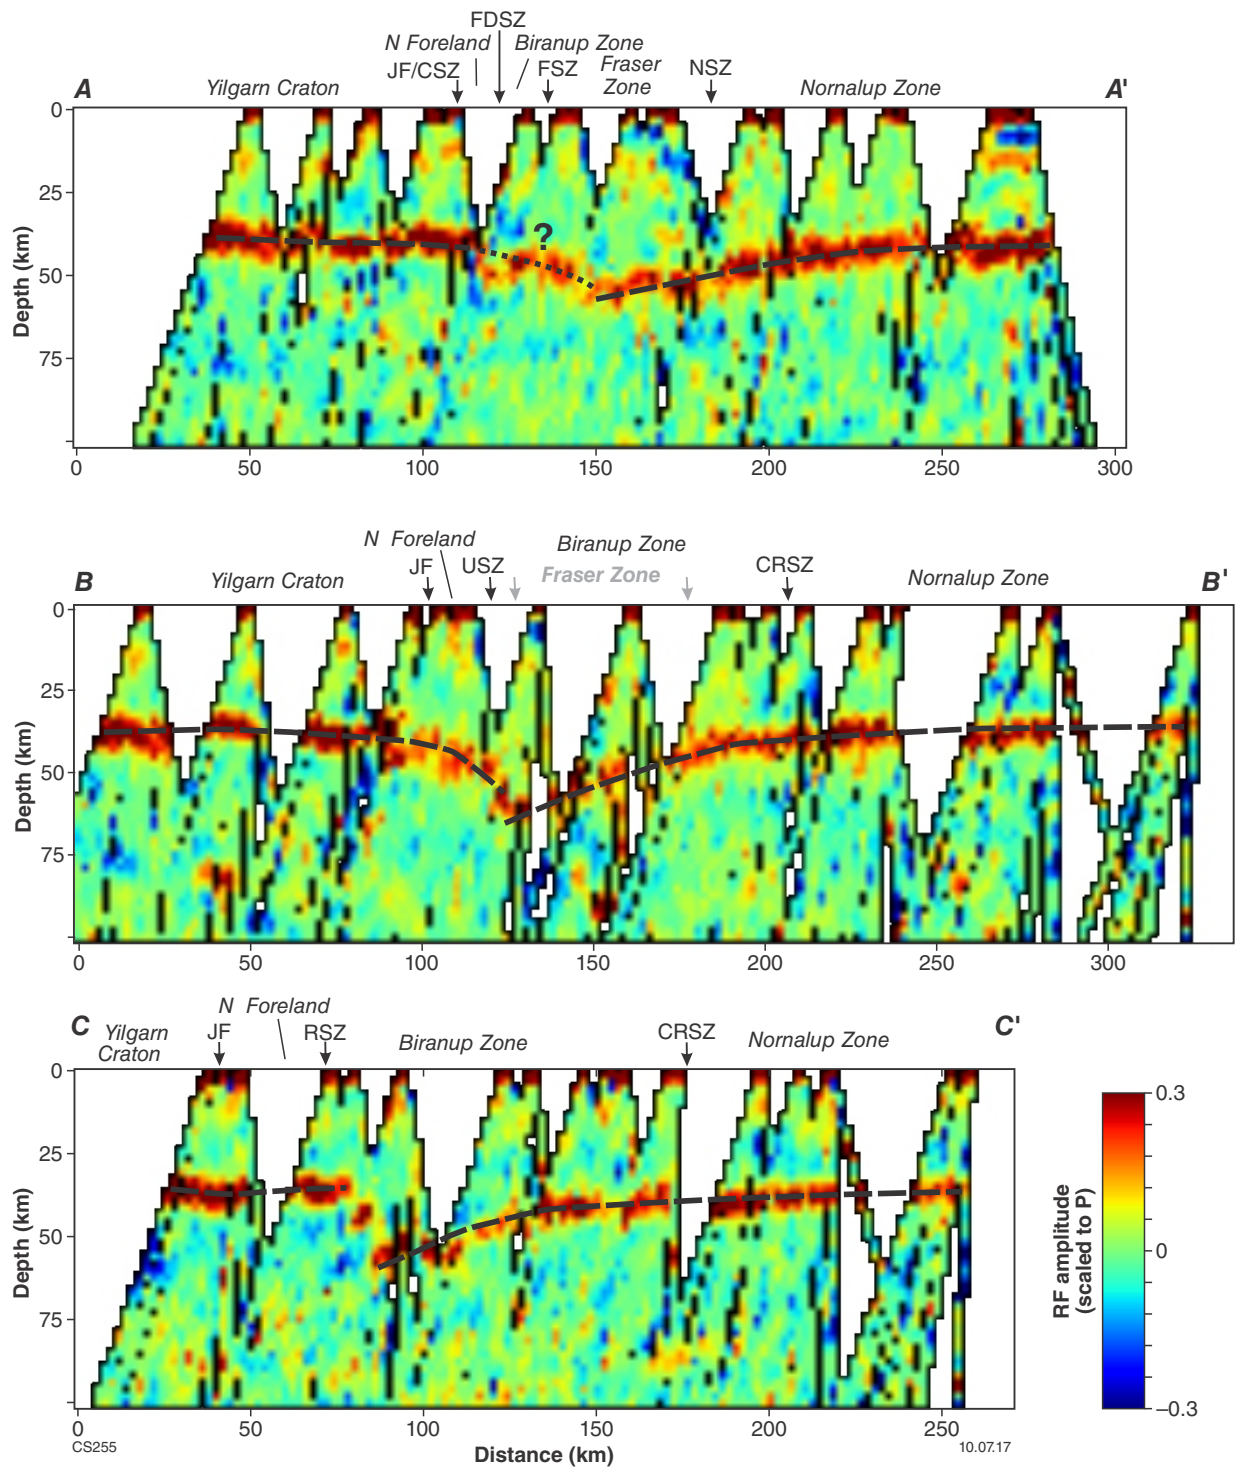 FDSZ
N Foreland
Biranup Zone
JF/CSZ
FSZ
Fraser
Zone
NSZ
A
Yilgarn Craton
Nornalup Zone
A'
0
25
50
75
Depth (km)
?
0 50 100 150 200 250 300
N Foreland
Biranup Zone
B
Yilgarn Craton
JF
USZ
Fraser Zone
CRSZ
Nornalup Zone
B'
0
25
50
75
Depth (km)
0 50 100 150 200 250 300
N Foreland
C
Yilgarn
Craton
JF
RSZ
Biranup Zone
CRSZ
Nornalup Zone
C'
0
25
50
75
Depth (km)
0 50 100 150 200 250
Distance (km)
CS255
10.07.17
RF amplitude
(scaled to P)
0.3
0
–0.3